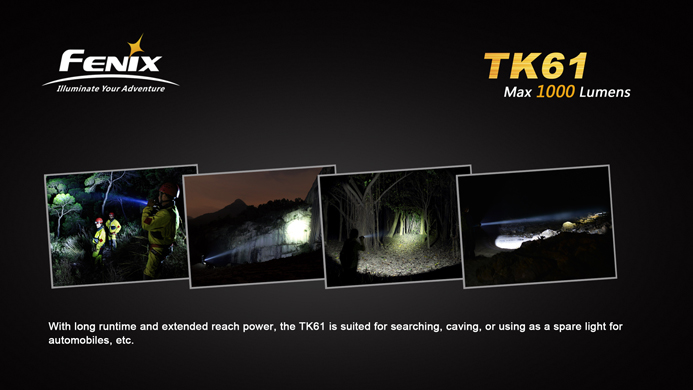 FENIX
Illuminate Your Adventure
TK61
Max 1000 Lumens
With long runtime and extended reach power, the TK61 is suited for searching, caving, or using as a spare light for
automobiles, etc.